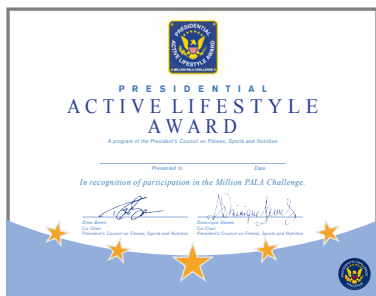 PRESIDENTIAL
ACTIVE LIFESTYLE AWARD
MILLION PALA CHALLENGE
PRESIDENTIAL
ACTIVE LIFESTYLE
AWARD
A program of the President's Council on Fitness, Sports and Nutrition
Presented to Date
In recognition of participation in the Million PALA Challenge.
Drew Brees Dominique Dawes
Co-Chair Co-Chair
President's Council on Fitness, Sports and Nutrition President's Council on Fitness, Sports and Nutrition